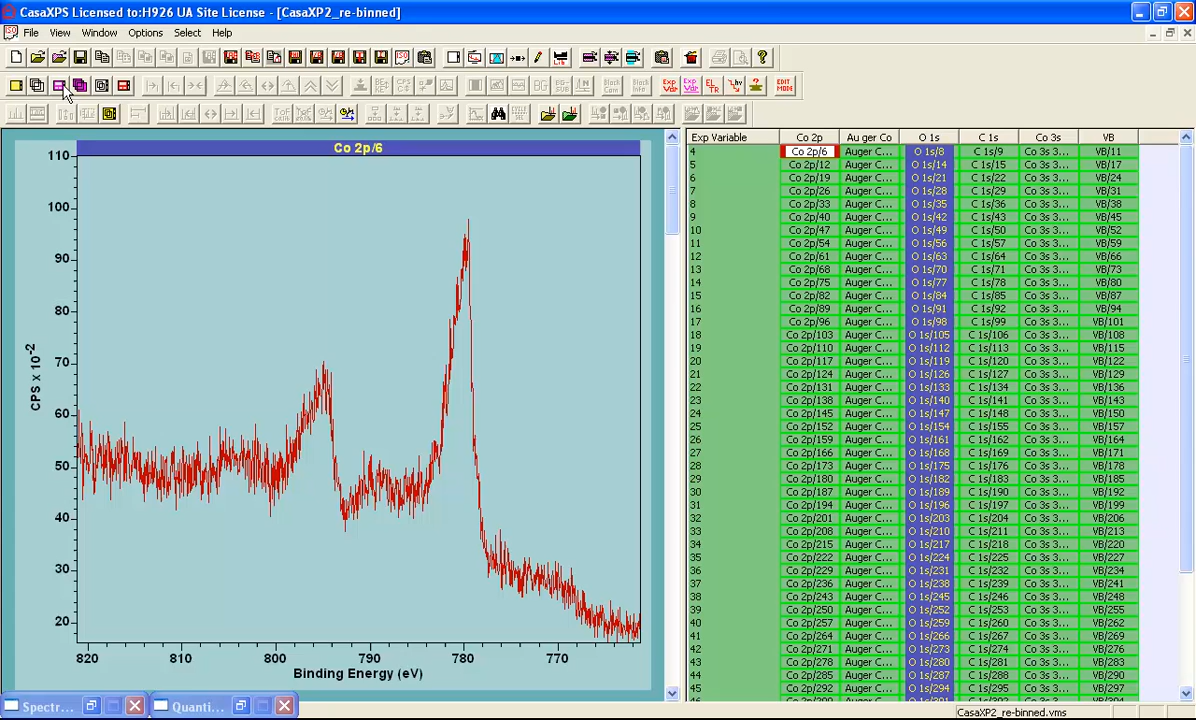 CasaXPS Licensed to:H926 UA Site License - [CasaXP2_re-binned]
File View Window Options Select Help
Co 2p/6
110
100
90
80
70
60
50
40
30
20
CPS x 10-2
820 810 800 790 780 770
Binding Energy (eV)
Exp Variable Co 2p Au ger Co O 1s C 1s Co 3s VB
4 Co 2p/6 Auger C... O 1s/8 C 1s/9 Co 3s 3... VB/11
5 Co 2p/12 Auger C... O 1s/14 C 1s/15 Co 3s 3... VB/17
6 Co 2p/19 Auger C... O 1s/21 C 1s/22 Co 3s 3... VB/24
7 Co 2p/26 Auger C... O 1s/28 C 1s/29 Co 3s 3... VB/31
8 Co 2p/33 Auger C... O 1s/35 C 1s/36 Co 3s 3... VB/38
9 Co 2p/40 Auger C... O 1s/42 C 1s/43 Co 3s 3... VB/45
10 Co 2p/47 Auger C... O 1s/49 C 1s/50 Co 3s 3... VB/52
11 Co 2p/54 Auger C... O 1s/56 C 1s/57 Co 3s 3... VB/59
12 Co 2p/61 Auger C... O 1s/63 C 1s/64 Co 3s 3... VB/66
13 Co 2p/68 Auger C... O 1s/70 C 1s/71 Co 3s 3... VB/73
14 Co 2p/75 Auger C... O 1s/77 C 1s/78 Co 3s 3... VB/80
15 Co 2p/82 Auger C... O 1s/84 C 1s/85 Co 3s 3... VB/87
16 Co 2p/89 Auger C... O 1s/91 C 1s/92 Co 3s 3... VB/94
17 Co 2p/96 Auger C... O 1s/98 C 1s/99 Co 3s 3... VB/101
18 Co 2p/103 Auger C... O 1s/105 C 1s/106 Co 3s 3... VB/108
19 Co 2p/110 Auger C... O 1s/112 C 1s/113 Co 3s 3... VB/115
20 Co 2p/117 Auger C... O 1s/119 C 1s/120 Co 3s 3... VB/122
21 Co 2p/124 Auger C... O 1s/126 C 1s/127 Co 3s 3... VB/129
22 Co 2p/131 Auger C... O 1s/133 C 1s/134 Co 3s 3... VB/136
23 Co 2p/138 Auger C... O 1s/140 C 1s/141 Co 3s 3... VB/143
24 Co 2p/145 Auger C... O 1s/147 C 1s/148 Co 3s 3... VB/150
25 Co 2p/152 Auger C... O 1s/154 C 1s/155 Co 3s 3... VB/157
26 Co 2p/159 Auger C... O 1s/161 C 1s/162 Co 3s 3... VB/164
27 Co 2p/166 Auger C... O 1s/168 C 1s/169 Co 3s 3... VB/171
28 Co 2p/173 Auger C... O 1s/175 C 1s/176 Co 3s 3... VB/178
29 Co 2p/180 Auger C... O 1s/182 C 1s/183 Co 3s 3... VB/185
30 Co 2p/187 Auger C... O 1s/189 C 1s/190 Co 3s 3... VB/192
31 Co 2p/194 Auger C... O 1s/196 C 1s/197 Co 3s 3... VB/199
32 Co 2p/201 Auger C... O 1s/203 C 1s/204 Co 3s 3... VB/206
33 Co 2p/208 Auger C... O 1s/210 C 1s/211 Co 3s 3... VB/213
34 Co 2p/215 Auger C... O 1s/217 C 1s/218 Co 3s 3... VB/220
35 Co 2p/222 Auger C... O 1s/224 C 1s/225 Co 3s 3... VB/227
36 Co 2p/229 Auger C... O 1s/231 C 1s/232 Co 3s 3... VB/234
37 Co 2p/236 Auger C... O 1s/238 C 1s/239 Co 3s 3... VB/241
38 Co 2p/243 Auger C... O 1s/245 C 1s/246 Co 3s 3... VB/248
39 Co 2p/250 Auger C... O 1s/252 C 1s/253 Co 3s 3... VB/255
40 Co 2p/257 Auger C... O 1s/259 C 1s/260 Co 3s 3... VB/262
41 Co 2p/264 Auger C... O 1s/266 C 1s/267 Co 3s 3... VB/269
42 Co 2p/271 Auger C... O 1s/273 C 1s/274 Co 3s 3... VB/276
43 Co 2p/278 Auger C... O 1s/280 C 1s/281 Co 3s 3... VB/283
44 Co 2p/285 Auger C... O 1s/287 C 1s/288 Co 3s 3... VB/290
45 Co 2p/292 Auger C... O 1s/294 C 1s/295 Co 3s 3... VB/297
Spectr... Quanti...
CasaXP2_re-binned.vms